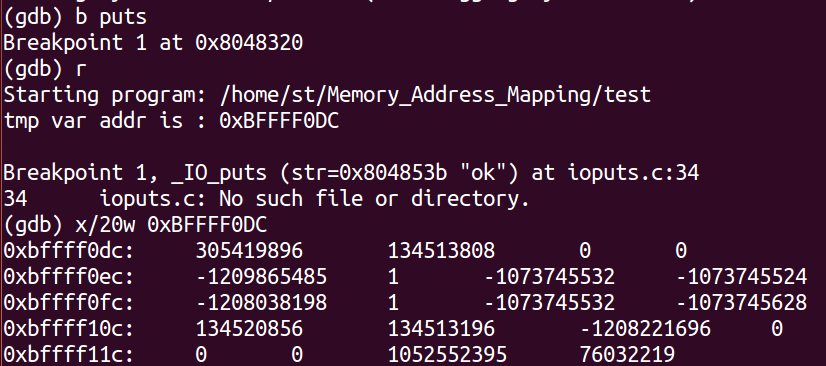 (gdb) b puts
Breakpoint 1 at 0x8048320
(gdb) r
Starting program: /home/st/Memory_Address_Mapping/test
tmp var addr is : 0xBFFFF0DC
Breakpoint 1, _IO_puts (str=0x804853b "ok") at ioputs.c:34
34 ioputs.c: No such file or directory.
(gdb) x/20w 0xBFFFF0DC
0xbffff0dc: 305419896 134513808 0 0
0xbffff0ec: -1209865485 1 -1073745532 -1073745524
0xbffff0fc: -1208038198 1 -1073745532 -1073745628
0xbffff10c: 134520856 134513196 -1208221696 0
0xbffff11c: 0 0 1052552395 76032219